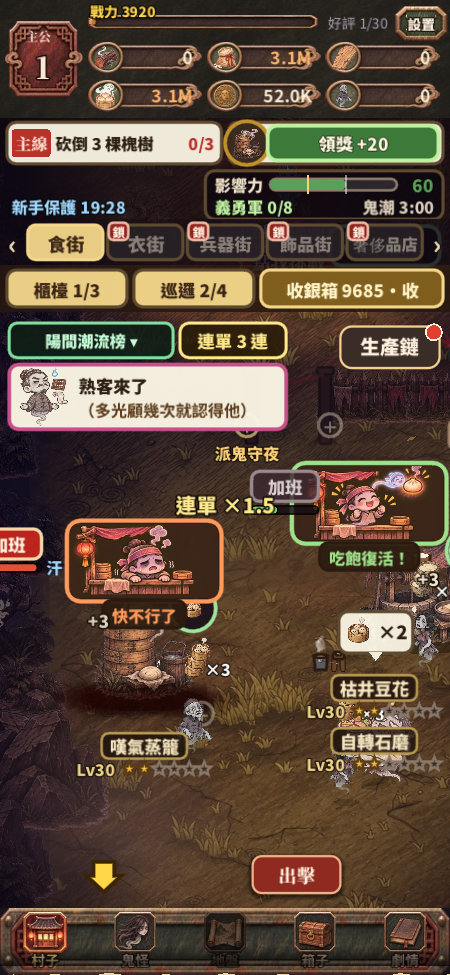 戰力.3920
好評 1/30
設置
主公
1
0
3.1M
0
3.1M
52.0K
0
主線 砍倒 3 棵槐樹 0/3
領獎 +20
影響力 60
新手保護 19:28
義勇軍 0/8
鬼潮 3:00
‹ 食街
鎖 衣街
鎖 兵器街
鎖 飾品街
鎖 奢侈品店 ›
櫃檯 1/3
巡邏 2/4
收銀箱 9685・收
陽間潮流榜 ▾
連單 3 連
生產鏈
熟客來了
（多光顧幾次就認得他）
派鬼守夜
加班
連單 ×1.5
加班
汗
吃飽復活！
+3
×
+3
快不行了
×2
×3
枯井豆花
Lv30
×3
嘆氣蒸籠
Lv30
自轉石磨
Lv30
出擊
村子
鬼怪
地盤
箱子
劇情